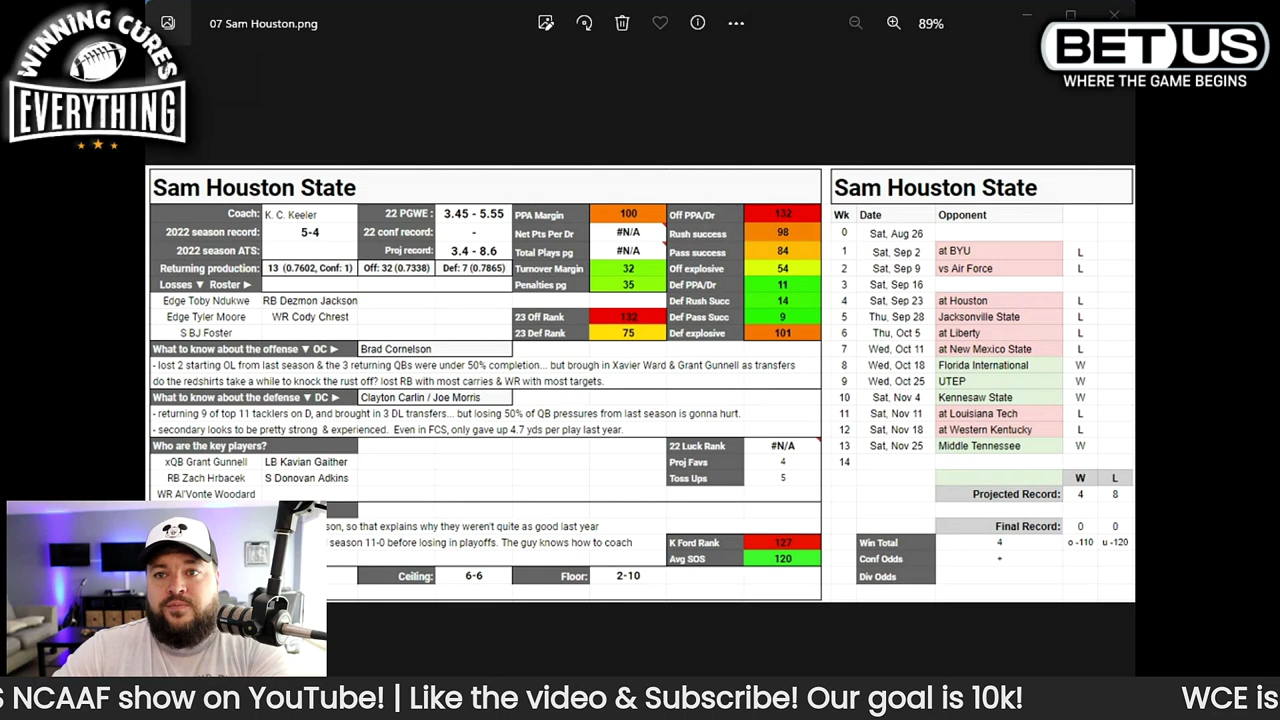 WINNING CURES
EVERYTHING
07 Sam Houston.png
89%
BET US
WHERE THE GAME BEGINS
Sam Houston State
Coach: K. C. Keeler 22 PGWE : 3.45 - 5.55 PPA Margin 100 Off PPA/Dr 132
2022 season record: 5-4 22 conf record: - Net Pts Per Dr #N/A Rush success 98
2022 season ATS: Proj record: 3.4 - 8.6 Total Plays pg #N/A Pass success 84
Returning production: 13 (0.7602, Conf: 1) Off: 32 (0.7338) Def: 7 (0.7865) Turnover Margin 32 Off explosive 54
Losses ▼ Roster ► Penalties pg 35 Def PPA/Dr 11
Edge Toby Ndukwe RB Dezmon Jackson Def Rush Succ 14
Edge Tyler Moore WR Cody Chrest 23 Off Rank 132 Def Pass Succ 9
S BJ Foster 23 Def Rank 75 Def explosive 101
What to know about the offense ▼ OC ► Brad Cornelson
- lost 2 starting OL from last season & the 3 returning QBs were under 50% completion... but brough in Xavier Ward & Grant Gunnell as transfers
do the redshirts take a while to knock the rust off? lost RB with most carries & WR with most targets.
What to know about the defense ▼ DC ► Clayton Carlin / Joe Morris
- returning 9 of top 11 tacklers on D, and brought in 3 DL transfers... but losing 50% of QB pressures from last season is gonna hurt.
- secondary looks to be pretty strong & experienced. Even in FCS, only gave up 4.7 yds per play last year.
Who are the key players? 22 Luck Rank #N/A
xQB Grant Gunnell LB Kavian Gaither Proj Favs 4
RB Zach Hrbacek S Donovan Adkins Toss Ups 5
WR Al'Vonte Woodard
son, so that explains why they weren't quite as good last year
season 11-0 before losing in playoffs. The guy knows how to coach K Ford Rank 127
Avg SOS 120
Ceiling: 6-6 Floor: 2-10
Sam Houston State
Wk Date Opponent
0 Sat, Aug 26
1 Sat, Sep 2 at BYU L
2 Sat, Sep 9 vs Air Force L
3 Sat, Sep 16
4 Sat, Sep 23 at Houston L
5 Thu, Sep 28 Jacksonville State L
6 Thu, Oct 5 at Liberty L
7 Wed, Oct 11 at New Mexico State L
8 Wed, Oct 18 Florida International W
9 Wed, Oct 25 UTEP W
10 Sat, Nov 4 Kennesaw State W
11 Sat, Nov 11 at Louisiana Tech L
12 Sat, Nov 18 at Western Kentucky L
13 Sat, Nov 25 Middle Tennessee W
14
W L
Projected Record: 4 8
Final Record: 0 0
Win Total 4 o -110 u -120
Conf Odds +
Div Odds
S NCAAF show on YouTube! | Like the video & Subscribe! Our goal is 10k! WCE is